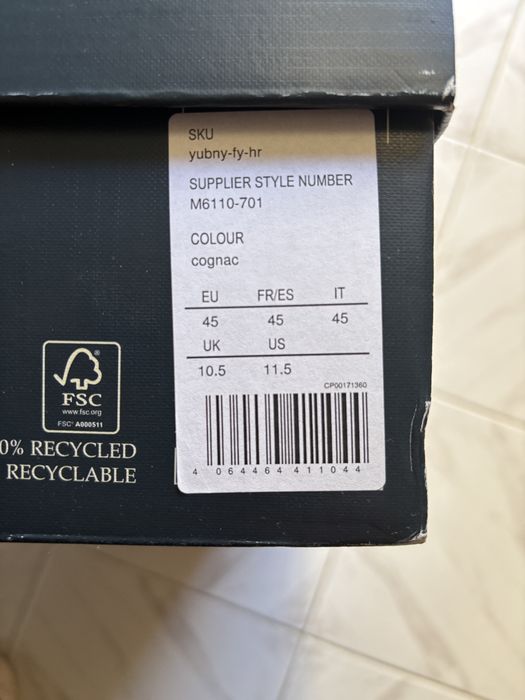 SKU
yubny-fy-hr
SUPPLIER STYLE NUMBER
M6110-701
COLOUR
cognac
EU FR/ES IT
45 45 45
UK US
10.5 11.5
CP00171360
4 064464 411044
FSC®
www.fsc.org
FSC® A000511
0% RECYCLED
RECYCLABLE